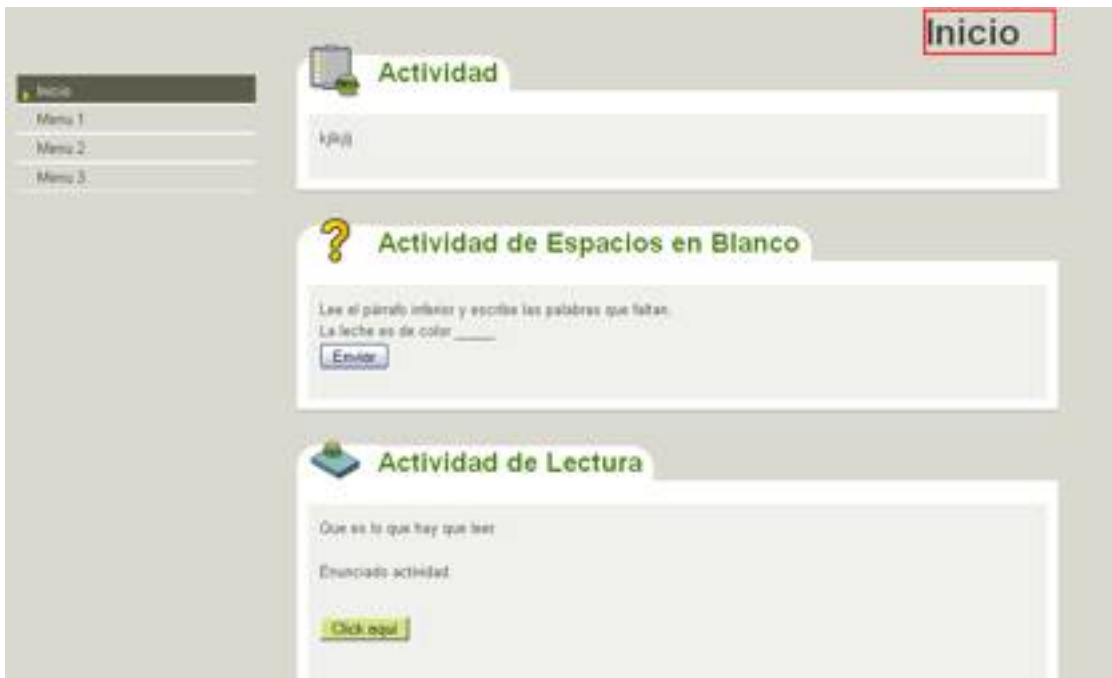 Inicio
Inicio
Menu 1
Menu 2
Menu 3
Actividad
Actividad de Espacios en Blanco
Lee el párrafo inferior y escribe las palabras que faltan.
La leche es de color _____
Enviar
Actividad de Lectura
Que es lo que hay que leer
Enunciado actividad
Click aquí